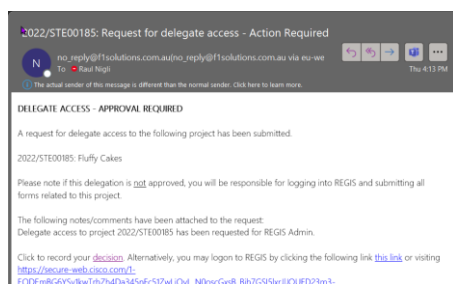 2022/STE00185: Request for delegate access - Action Required
N
no_reply@f1solutions.com.au(no_reply@f1solutions.com.au via eu-we
To Raul Nigli
Thu 4:13 PM
The actual sender of this message is different than the normal sender. Click here to learn more.
DELEGATE ACCESS - APPROVAL REQUIRED
A request for delegate access to the following project has been submitted.
2022/STE00185: Fluffy Cakes
Please note if this delegation is not approved, you will be responsible for logging into REGIS and submitting all
forms related to this project.
The following notes/comments have been attached to the request:
Delegate access to project 2022/STE00185 has been requested for REGIS Admin.
Click to record your decision. Alternatively, you may logon to REGIS by clicking the following link this link or visiting
https://secure-web.cisco.com/1-